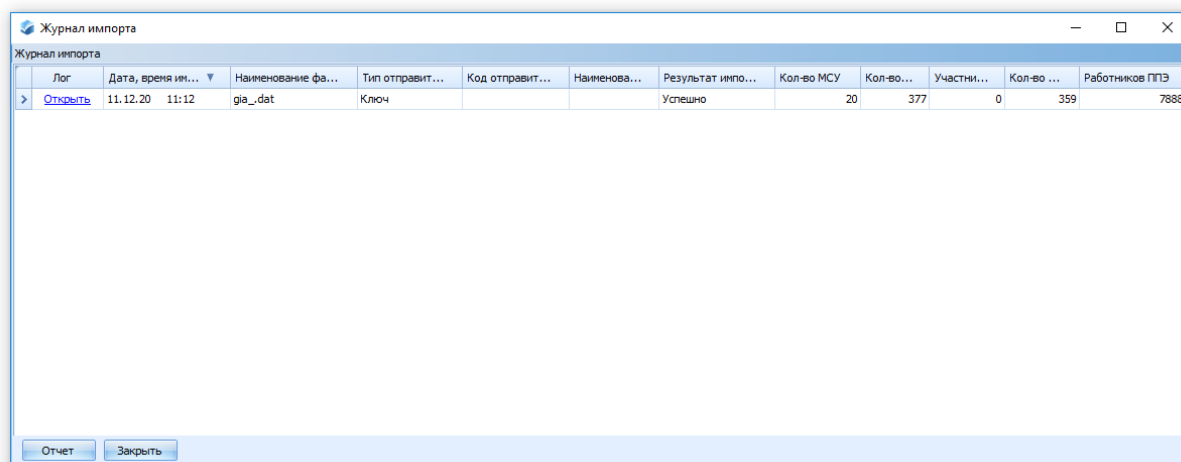 Журнал импорта
Журнал импорта
Лог Дата, время им... Наименование фа... Тип отправит... Код отправит... Наименова... Результат импо... Кол-во МСУ Кол-во... Участни... Кол-во ... Работников ППЭ
Открыть 11.12.20 11:12 gia_.dat Ключ Успешно 20 377 0 359 7888
Отчет Закрыть